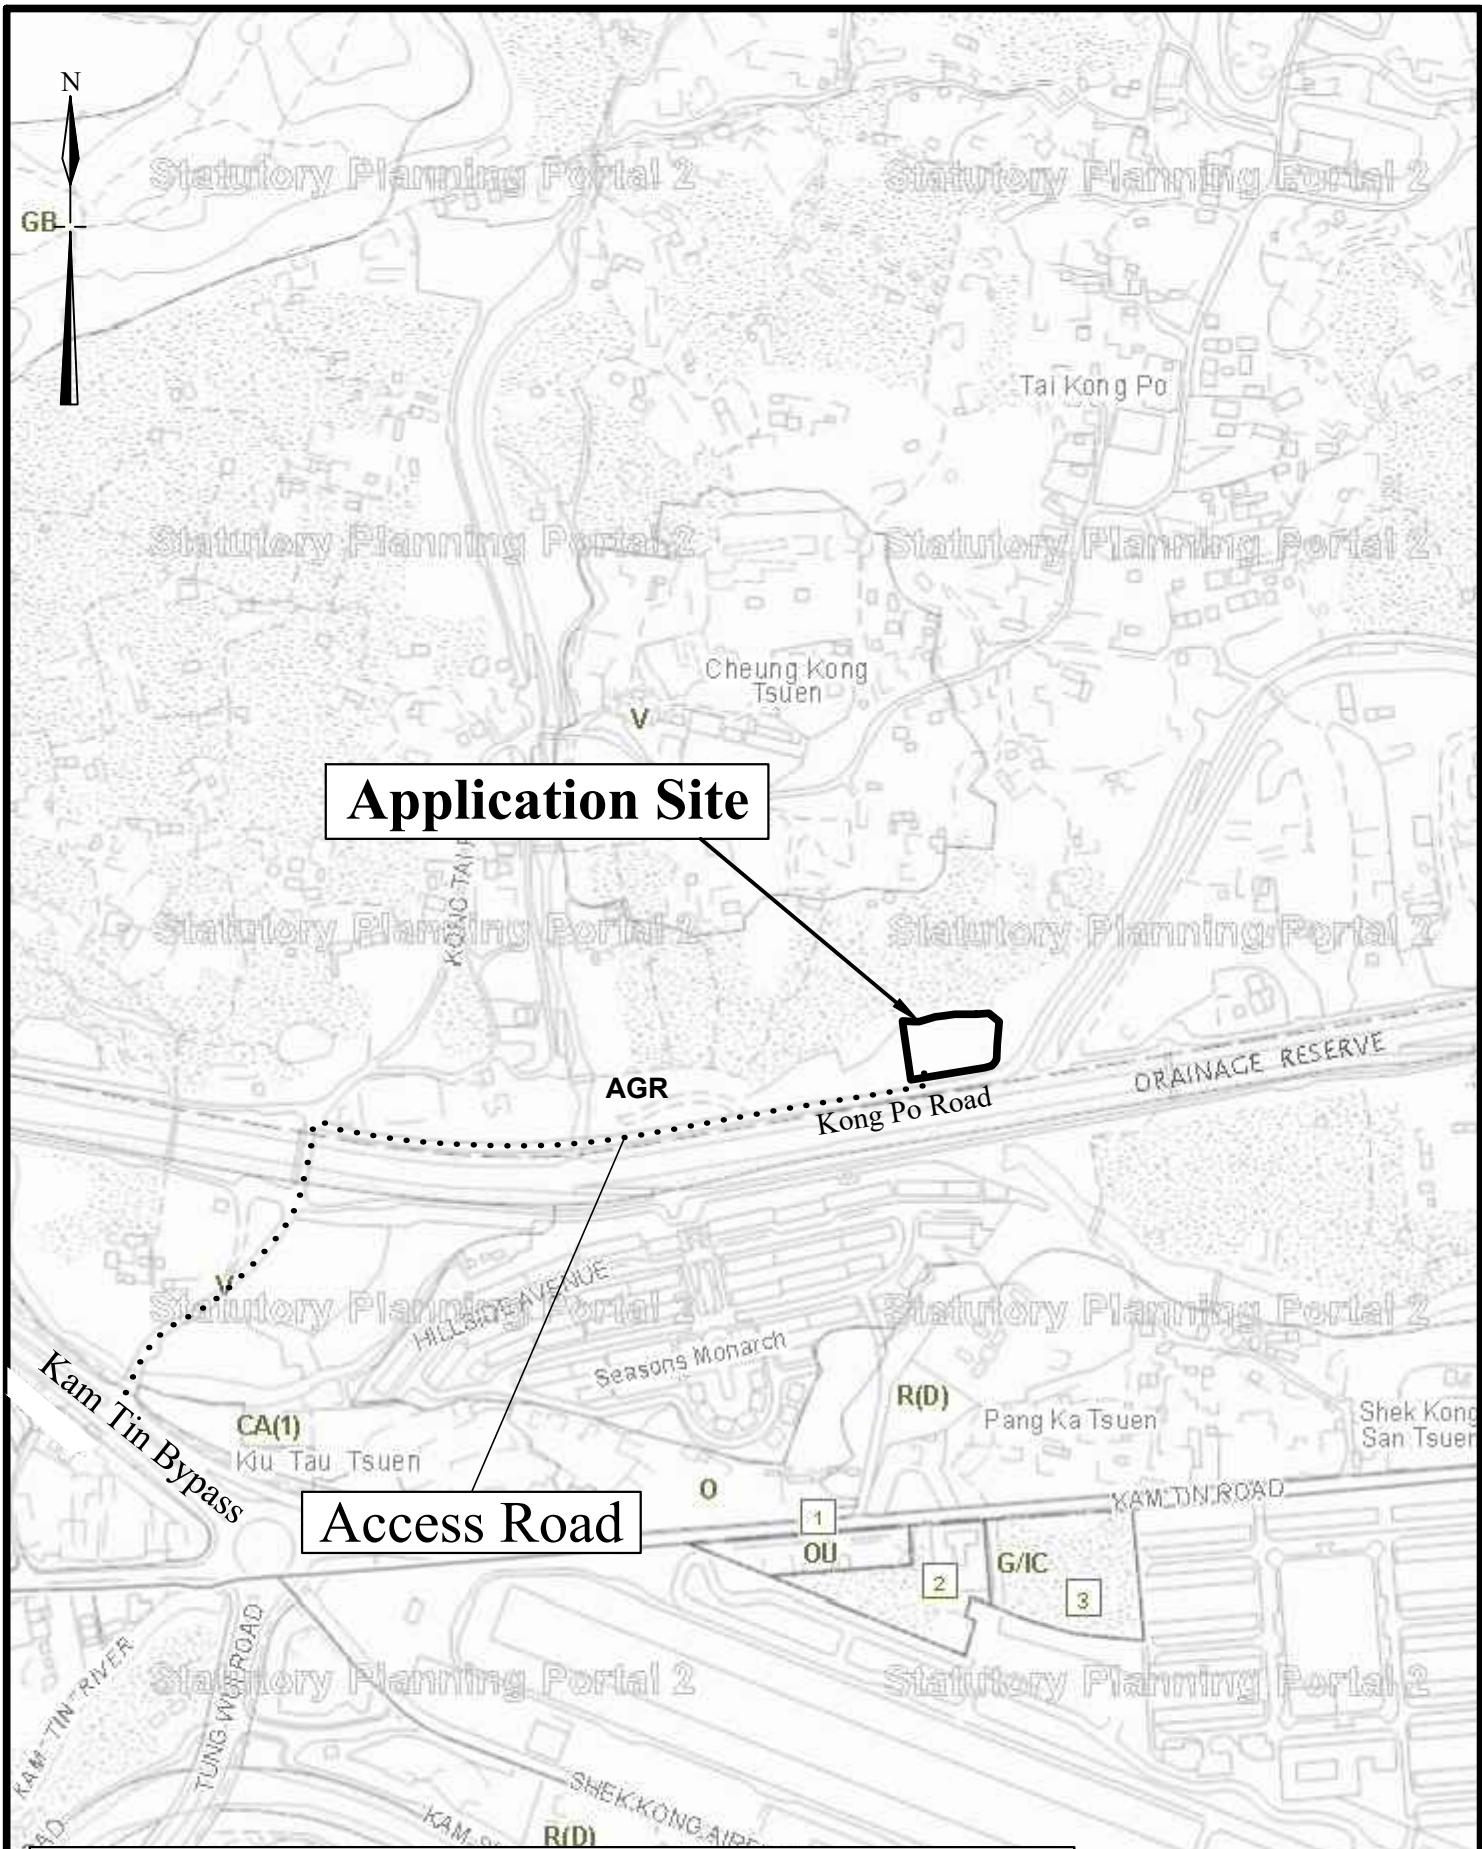 N
Statutory Planning Portal 2
Statutory Planning Portal 2
GB
Tai Kong Po
Statutory Planning Portal 2
Statutory Planning Portal 2
Cheung Kong
Tsuen
V
Application Site
KONG TAI
Statutory Planning Portal 2
Statutory Planning Portal 2
DRAINAGE RESERVE
AGR
Kong Po Road
V
Statutory Planning Portal 2
Statutory Planning Portal 2
HILLSIDE AVENUE
Seasons Monarch
Kam Tin Bypass
R(D)
Pang Ka Tsuen
Shek Kong
San Tsuen
CA(1)
Kiu Tau Tsuen
O
KAM TIN ROAD
Access Road
1
OU
2
G/IC
3
KAM TIN RIVER
TUNG WUI ROAD
Statutory Planning Portal 2
Statutory Planning Portal 2
SHEK KONG
KAM
R(D)